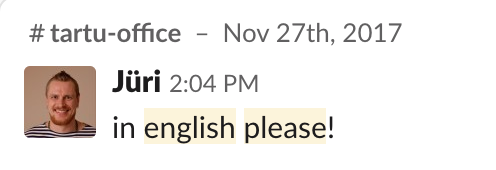 # tartu-office – Nov 27th, 2017
Jüri 2:04 PM
in english please!